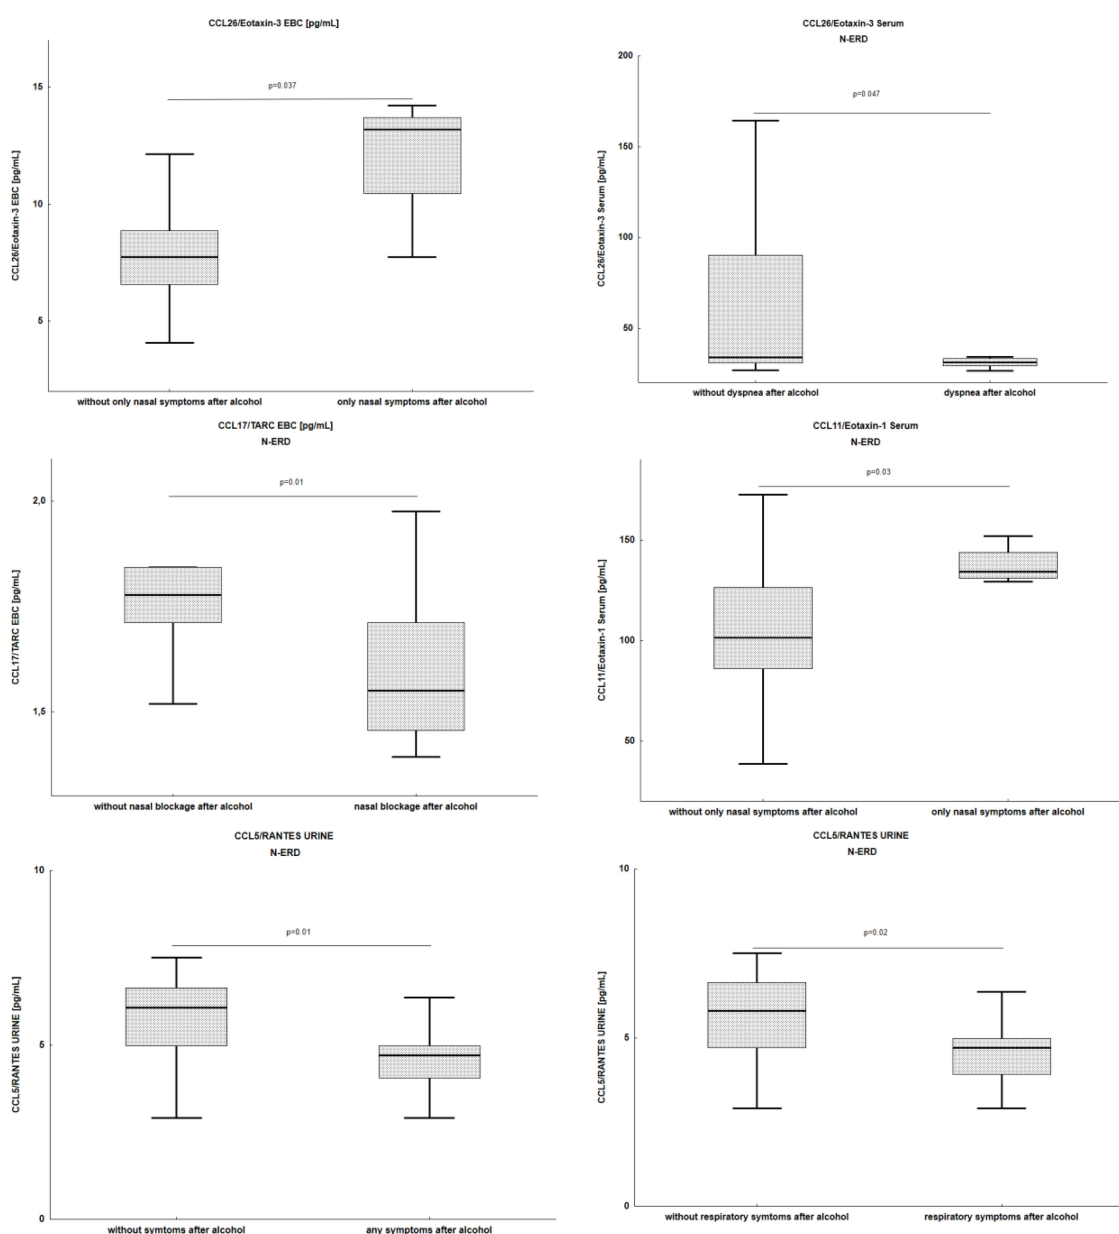 CCL26/Eotaxin-3 EBC [pg/mL]
p=0.037
15
10
5
CCL26/Eotaxin-3 EBC [pg/mL]
without only nasal symptoms after alcohol
only nasal symptoms after alcohol
CCL26/Eotaxin-3 Serum
N-ERD
p=0.047
200
150
100
50
CCL26/Eotaxin-3 Serum [pg/mL]
without dyspnea after alcohol
dyspnea after alcohol
CCL17/TARC EBC [pg/mL]
N-ERD
p=0.01
2,0
1,5
CCL17/TARC EBC [pg/mL]
without nasal blockage after alcohol
nasal blockage after alcohol
CCL11/Eotaxin-1 Serum
N-ERD
p=0.03
150
100
50
CCL11/Eotaxin-1 Serum [pg/mL]
without only nasal symptoms after alcohol
only nasal symptoms after alcohol
CCL5/RANTES URINE
N-ERD
p=0.01
10
5
0
CCL5/RANTES URINE [pg/mL]
without symtoms after alcohol
any symptoms after alcohol
CCL5/RANTES URINE
N-ERD
p=0.02
10
5
0
CCL5/RANTES URINE [pg/mL]
without respiratory symtoms after alcohol
respiratory symptoms after alcohol